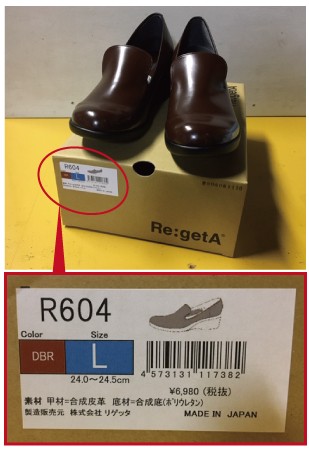 R604
L
Re:getA
R604
Color
Size
DBR
L
24.0～24.5cm
4 573131 117382
¥6,980 (税抜)
素材 甲材=合成皮革 底材=合成底(ポリウレタン)
製造販売元 株式会社 リゲッタ
MADE IN JAPAN